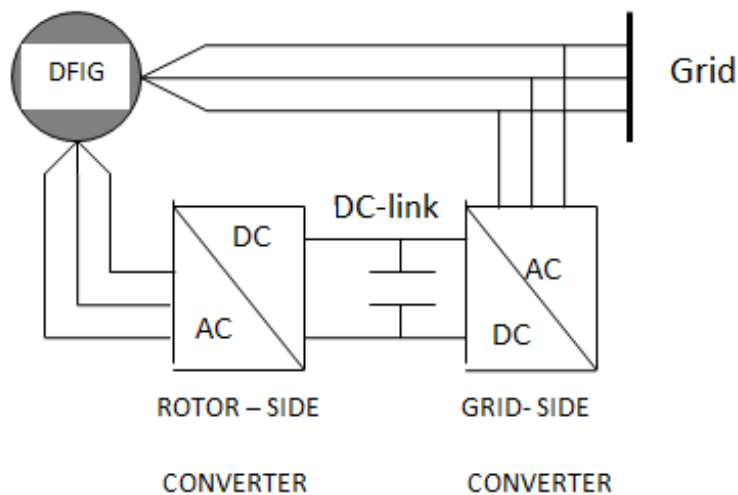 DFIG
Grid
DC-link
DC
AC
AC
DC
ROTOR – SIDE
CONVERTER
GRID- SIDE
CONVERTER